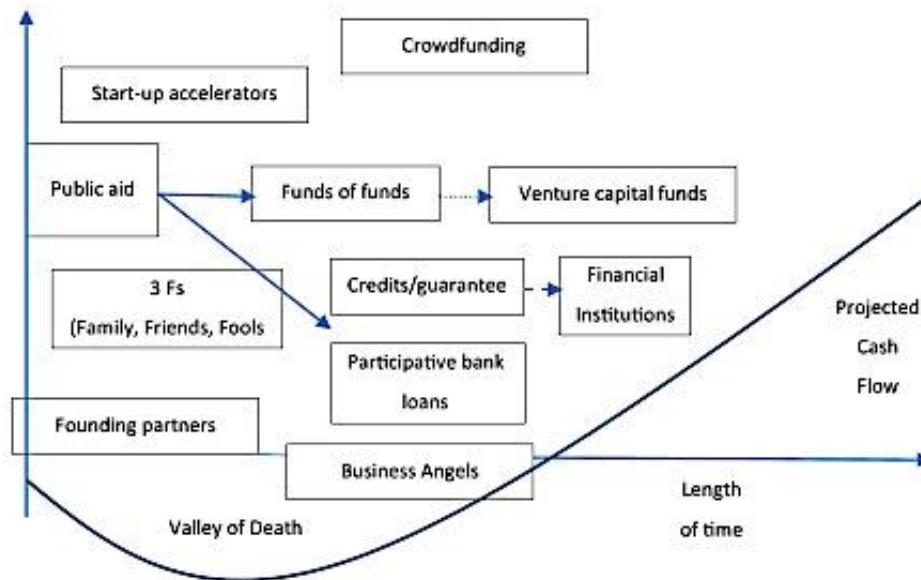 Crowdfunding
Start-up accelerators
Public aid
Funds of funds
Venture capital funds
3 Fs
(Family, Friends, Fools
Credits/guarantee
Financial
Institutions
Projected
Cash
Flow
Participative bank
loans
Founding partners
Business Angels
Length
of time
Valley of Death